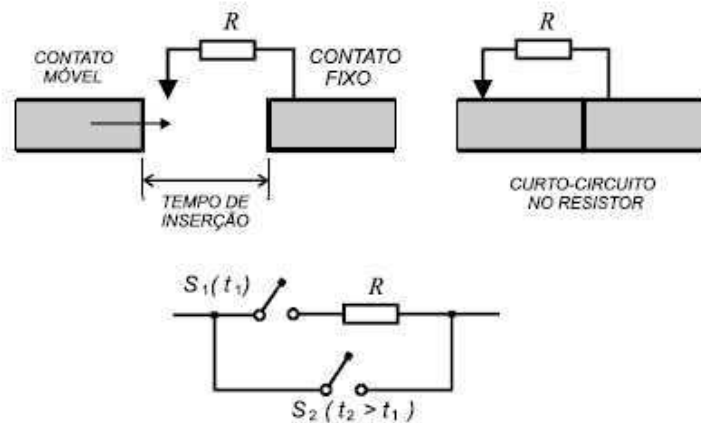 R
CONTATO
MÓVEL
CONTATO
FIXO
TEMPO DE
INSERÇÃO
R
CURTO-CIRCUITO
NO RESISTOR
S₁(t₁)
R
S₂(t₂ > t₁)